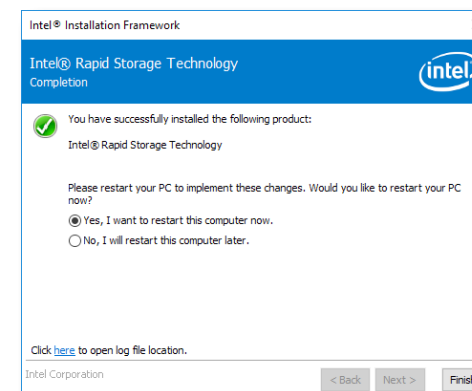 Intel® Installation Framework
Intel® Rapid Storage Technology
Completion
intel
You have successfully installed the following product:
Intel® Rapid Storage Technology
Please restart your PC to implement these changes. Would you like to restart your PC
now?
Yes, I want to restart this computer now.
No, I will restart this computer later.
Click here to open log file location.
Intel Corporation
< Back Next > Finish